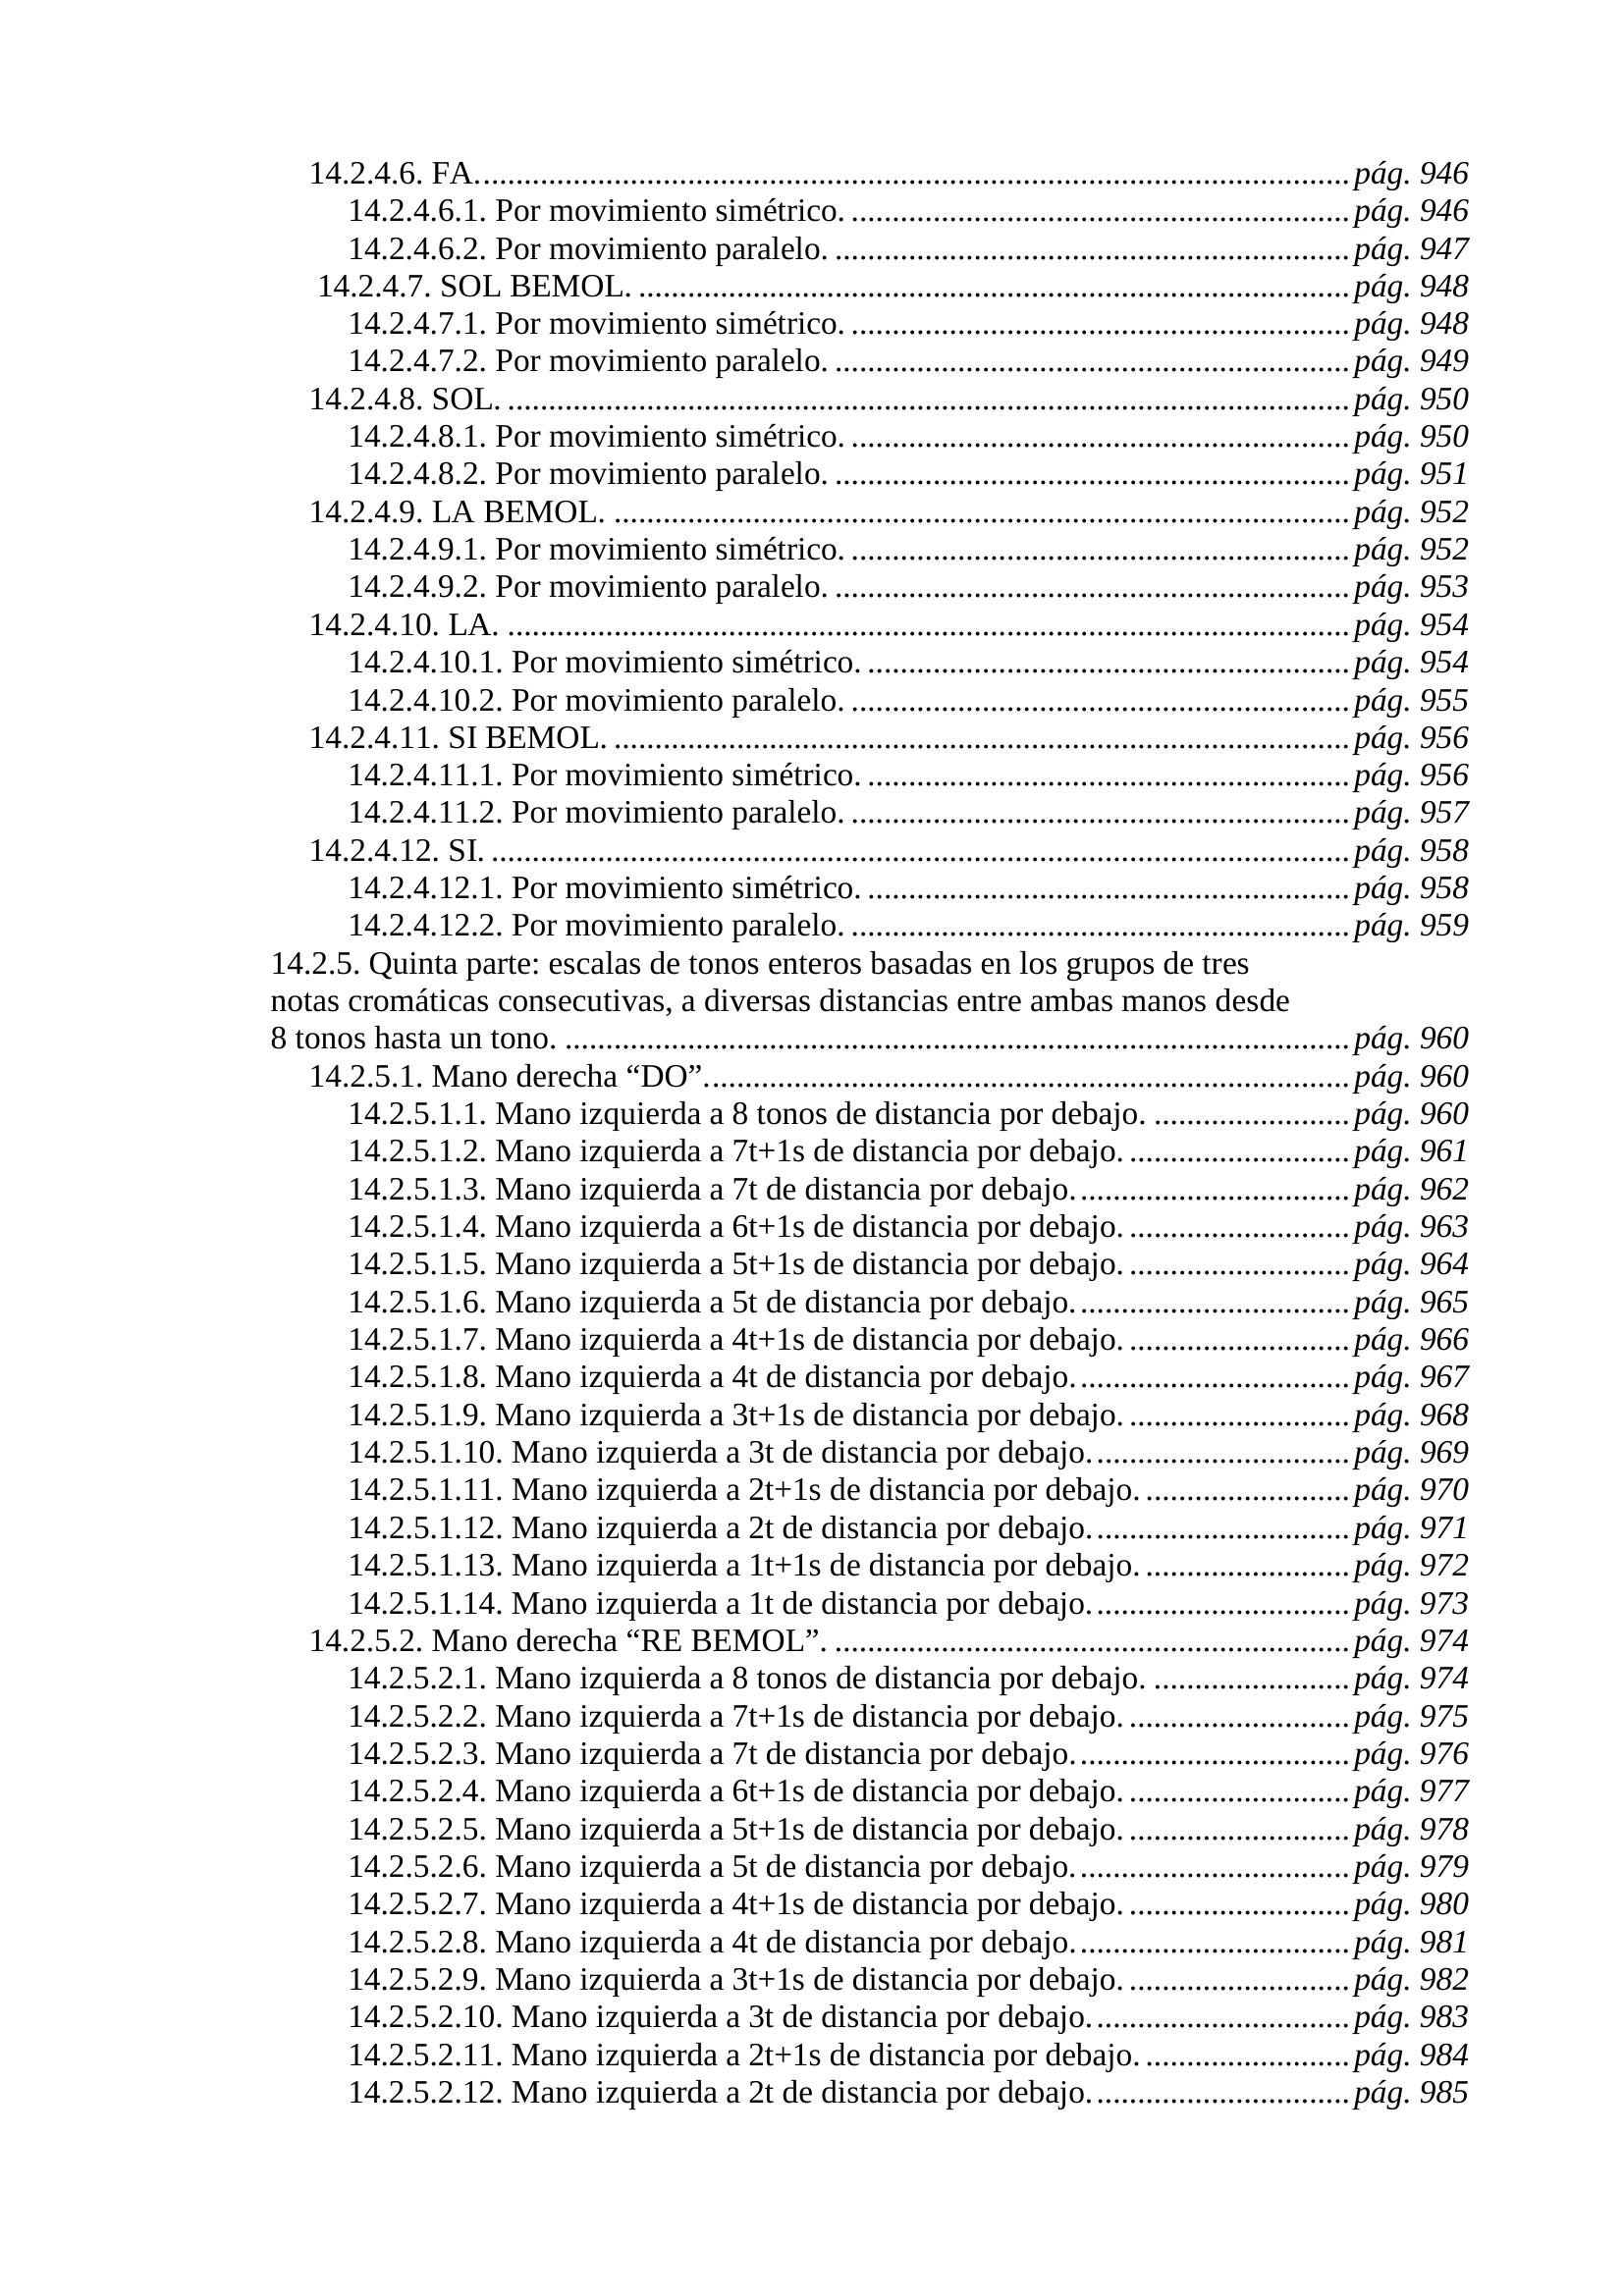 14.2.4.6. FA. pág. 946
14.2.4.6.1. Por movimiento simétrico. pág. 946
14.2.4.6.2. Por movimiento paralelo. pág. 947
14.2.4.7. SOL BEMOL. pág. 948
14.2.4.7.1. Por movimiento simétrico. pág. 948
14.2.4.7.2. Por movimiento paralelo. pág. 949
14.2.4.8. SOL. pág. 950
14.2.4.8.1. Por movimiento simétrico. pág. 950
14.2.4.8.2. Por movimiento paralelo. pág. 951
14.2.4.9. LA BEMOL. pág. 952
14.2.4.9.1. Por movimiento simétrico. pág. 952
14.2.4.9.2. Por movimiento paralelo. pág. 953
14.2.4.10. LA. pág. 954
14.2.4.10.1. Por movimiento simétrico. pág. 954
14.2.4.10.2. Por movimiento paralelo. pág. 955
14.2.4.11. SI BEMOL. pág. 956
14.2.4.11.1. Por movimiento simétrico. pág. 956
14.2.4.11.2. Por movimiento paralelo. pág. 957
14.2.4.12. SI. pág. 958
14.2.4.12.1. Por movimiento simétrico. pág. 958
14.2.4.12.2. Por movimiento paralelo. pág. 959
14.2.5. Quinta parte: escalas de tonos enteros basadas en los grupos de tres
notas cromáticas consecutivas, a diversas distancias entre ambas manos desde
8 tonos hasta un tono. pág. 960
14.2.5.1. Mano derecha “DO”. pág. 960
14.2.5.1.1. Mano izquierda a 8 tonos de distancia por debajo. pág. 960
14.2.5.1.2. Mano izquierda a 7t+1s de distancia por debajo. pág. 961
14.2.5.1.3. Mano izquierda a 7t de distancia por debajo. pág. 962
14.2.5.1.4. Mano izquierda a 6t+1s de distancia por debajo. pág. 963
14.2.5.1.5. Mano izquierda a 5t+1s de distancia por debajo. pág. 964
14.2.5.1.6. Mano izquierda a 5t de distancia por debajo. pág. 965
14.2.5.1.7. Mano izquierda a 4t+1s de distancia por debajo. pág. 966
14.2.5.1.8. Mano izquierda a 4t de distancia por debajo. pág. 967
14.2.5.1.9. Mano izquierda a 3t+1s de distancia por debajo. pág. 968
14.2.5.1.10. Mano izquierda a 3t de distancia por debajo. pág. 969
14.2.5.1.11. Mano izquierda a 2t+1s de distancia por debajo. pág. 970
14.2.5.1.12. Mano izquierda a 2t de distancia por debajo. pág. 971
14.2.5.1.13. Mano izquierda a 1t+1s de distancia por debajo. pág. 972
14.2.5.1.14. Mano izquierda a 1t de distancia por debajo. pág. 973
14.2.5.2. Mano derecha “RE BEMOL”. pág. 974
14.2.5.2.1. Mano izquierda a 8 tonos de distancia por debajo. pág. 974
14.2.5.2.2. Mano izquierda a 7t+1s de distancia por debajo. pág. 975
14.2.5.2.3. Mano izquierda a 7t de distancia por debajo. pág. 976
14.2.5.2.4. Mano izquierda a 6t+1s de distancia por debajo. pág. 977
14.2.5.2.5. Mano izquierda a 5t+1s de distancia por debajo. pág. 978
14.2.5.2.6. Mano izquierda a 5t de distancia por debajo. pág. 979
14.2.5.2.7. Mano izquierda a 4t+1s de distancia por debajo. pág. 980
14.2.5.2.8. Mano izquierda a 4t de distancia por debajo. pág. 981
14.2.5.2.9. Mano izquierda a 3t+1s de distancia por debajo. pág. 982
14.2.5.2.10. Mano izquierda a 3t de distancia por debajo. pág. 983
14.2.5.2.11. Mano izquierda a 2t+1s de distancia por debajo. pág. 984
14.2.5.2.12. Mano izquierda a 2t de distancia por debajo. pág. 985